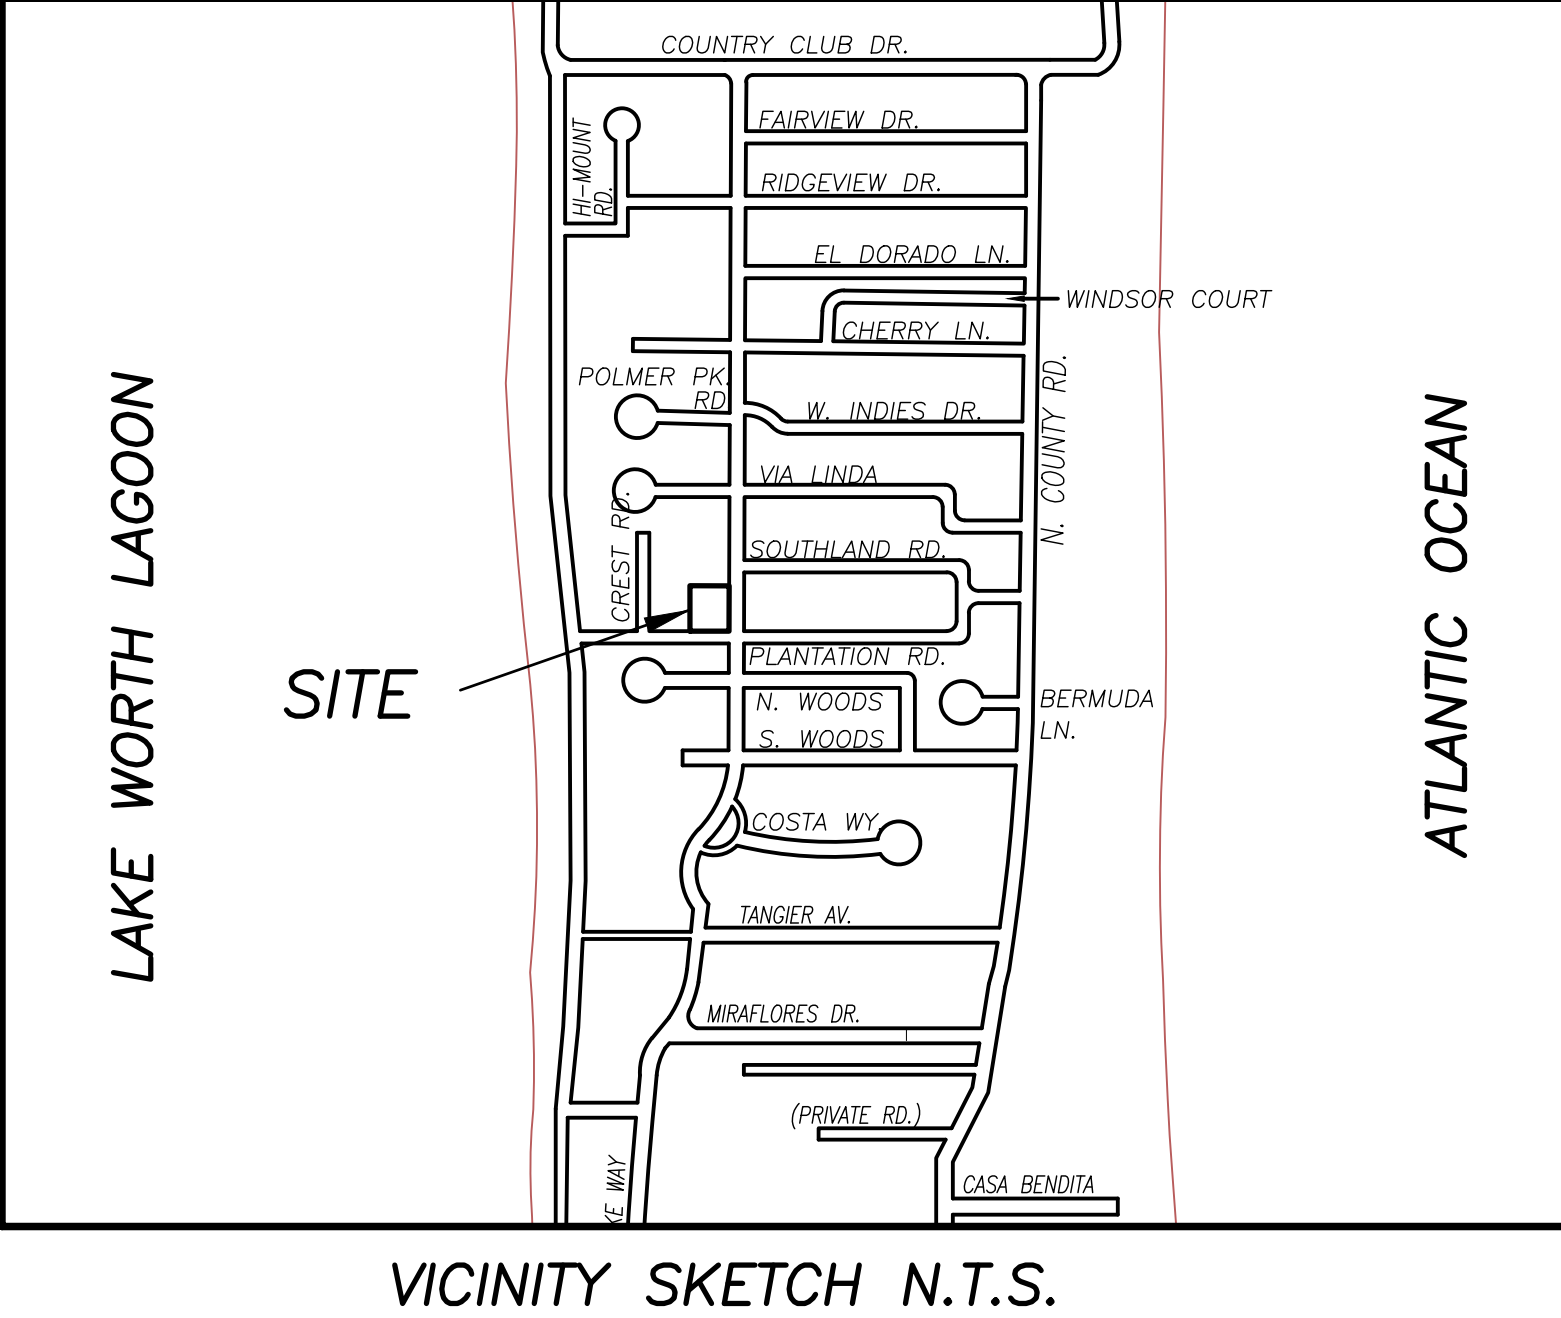 COUNTRY CLUB DR.
FAIRVIEW DR.
HI-MOUNT
RD.
RIDGEVIEW DR.
EL DORADO LN.
WINDSOR COURT
CHERRY LN.
POLMER PK.
RD
W. INDIES DR.
N. COUNTY RD.
VIA LINDA
CREST RD.
SOUTHLAND RD.
LAKE WORTH LAGOON
ATLANTIC OCEAN
SITE
PLANTATION RD.
N. WOODS
BERMUDA
LN.
S. WOODS
COSTA WY.
TANGIER AV.
MIRAFLORES DR.
(PRIVATE RD.)
KE WAY
CASA BENDITA
VICINITY SKETCH N.T.S.